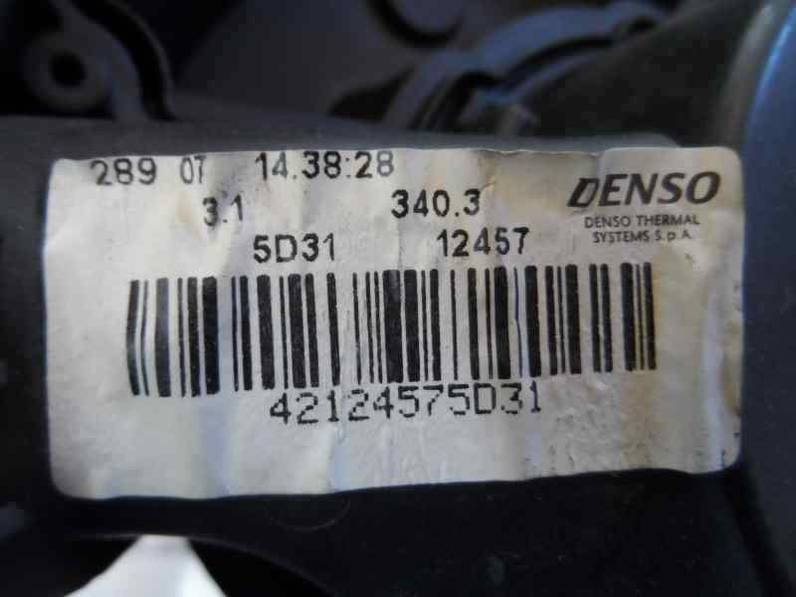 289 07 14.38:28
3.1 340.3
DENSO
DENSO THERMAL
SYSTEMS S.p.A.
5D31 12457
42124575D31